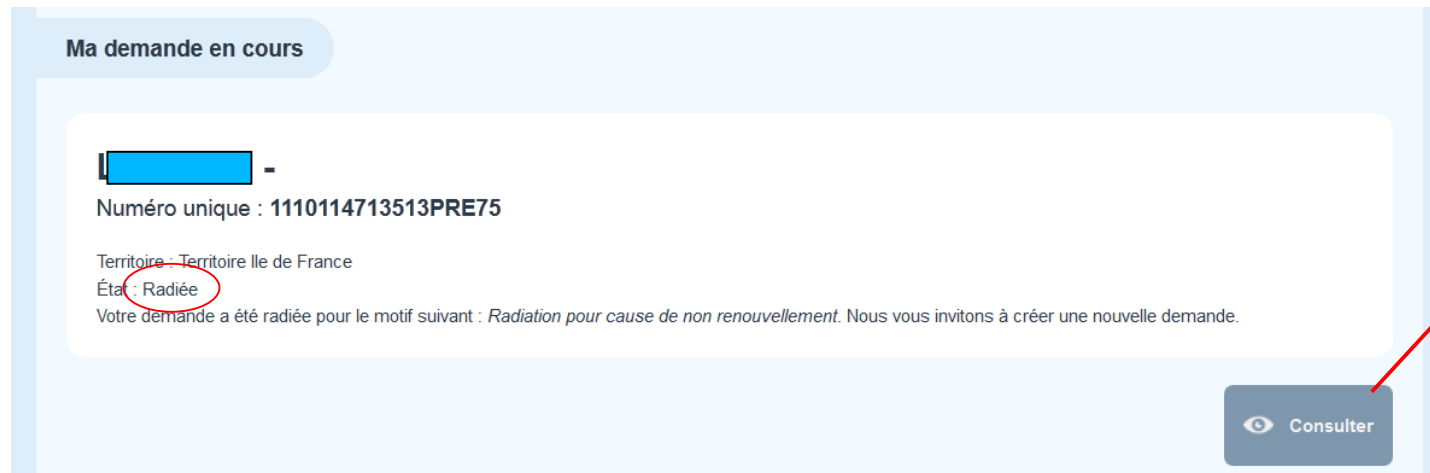 Ma demande en cours
L -
Numéro unique : 1110114713513PRE75
Territoire : Territoire Ile de France
État : Radiée
Votre demande a été radiée pour le motif suivant : Radiation pour cause de non renouvellement. Nous vous invitons à créer une nouvelle demande.
Consulter